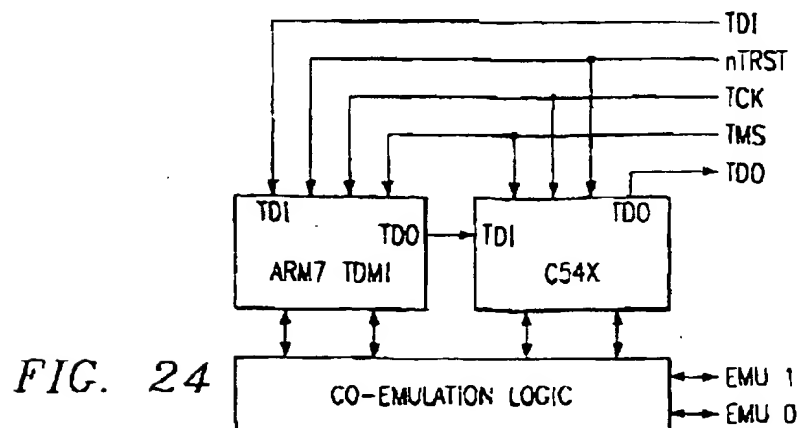 TDI
nTRST
TCK
TMS
TDO
TDI
TDO
TDI
TDO
ARM7 TDMI
C54X
FIG. 24
CO-EMULATION LOGIC
EMU 1
EMU 0